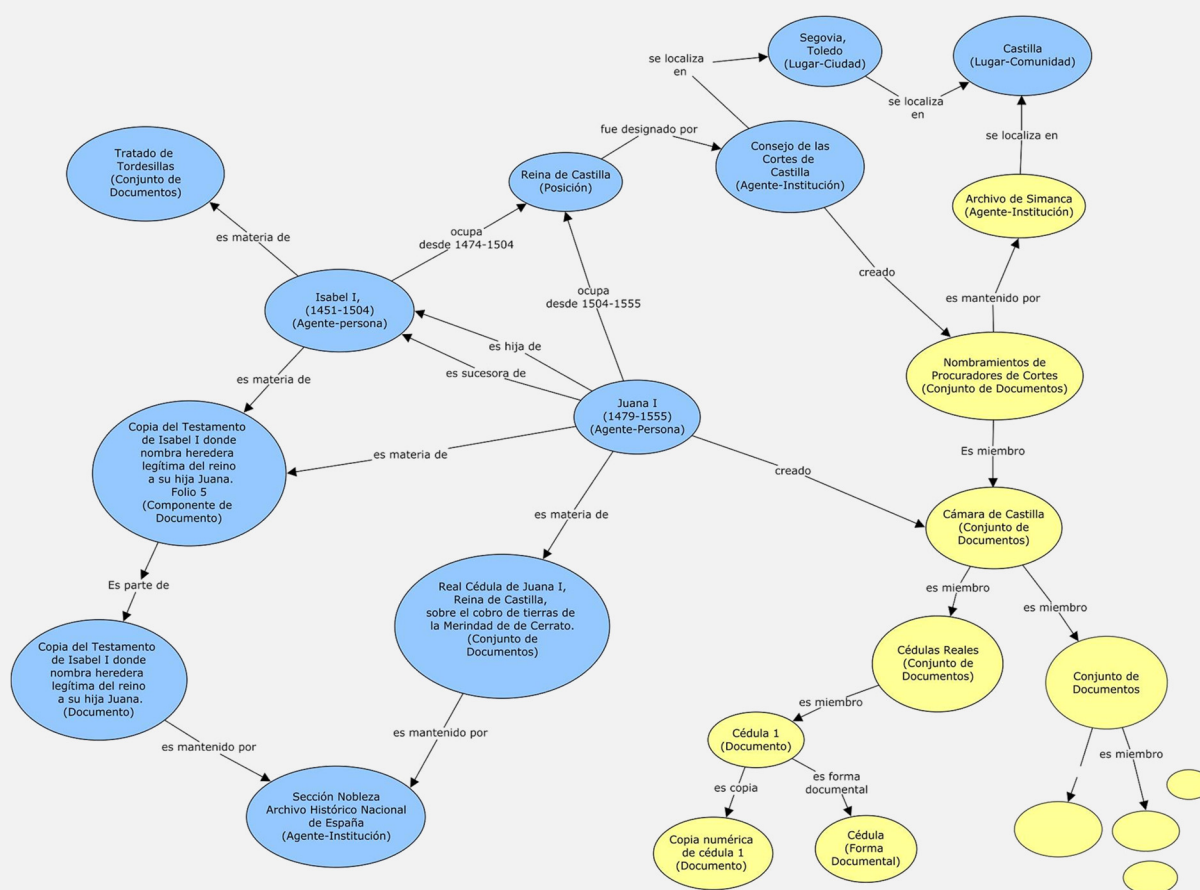 Segovia,
Toledo
(Lugar-Ciudad)
Castilla
(Lugar-Comunidad)
se localiza
en
se localiza
en
se localiza en
fue designado por
Consejo de las
Cortes de
Castilla
(Agente-Institución)
Tratado de
Tordesillas
(Conjunto de
Documentos)
Reina de Castilla
(Posición)
Archivo de Simanca
(Agente-Institución)
es materia de
ocupa
desde 1474-1504
creado
Isabel I,
(1451-1504)
(Agente-persona)
ocupa
desde 1504-1555
es mantenido por
es hija de
es sucesora de
Nombramientos de
Procuradores de Cortes
(Conjunto de Documentos)
es materia de
Juana I
(1479-1555)
(Agente-Persona)
Copia del Testamento
de Isabel I donde
nombra heredera
legítima del reino
a su hija Juana.
Folio 5
(Componente de
Documento)
es materia de
creado
Es miembro
es materia de
Cámara de Castilla
(Conjunto de
Documentos)
Es parte de
Real Cédula de Juana I,
Reina de Castilla,
sobre el cobro de tierras de
la Merindad de de Cerrato.
(Conjunto de
Documentos)
es miembro
es miembro
Copia del Testamento
de Isabel I donde
nombra heredera
legítima del reino
a su hija Juana.
(Documento)
Cédulas Reales
(Conjunto de
Documentos)
Conjunto de
Documentos
es miembro
es mantenido por
es mantenido por
Cédula 1
(Documento)
es miembro
es copia
es forma
documental
Sección Nobleza
Archivo Histórico Nacional
de España
(Agente-Institución)
Copia numérica
de cédula 1
(Documento)
Cédula
(Forma
Documental)